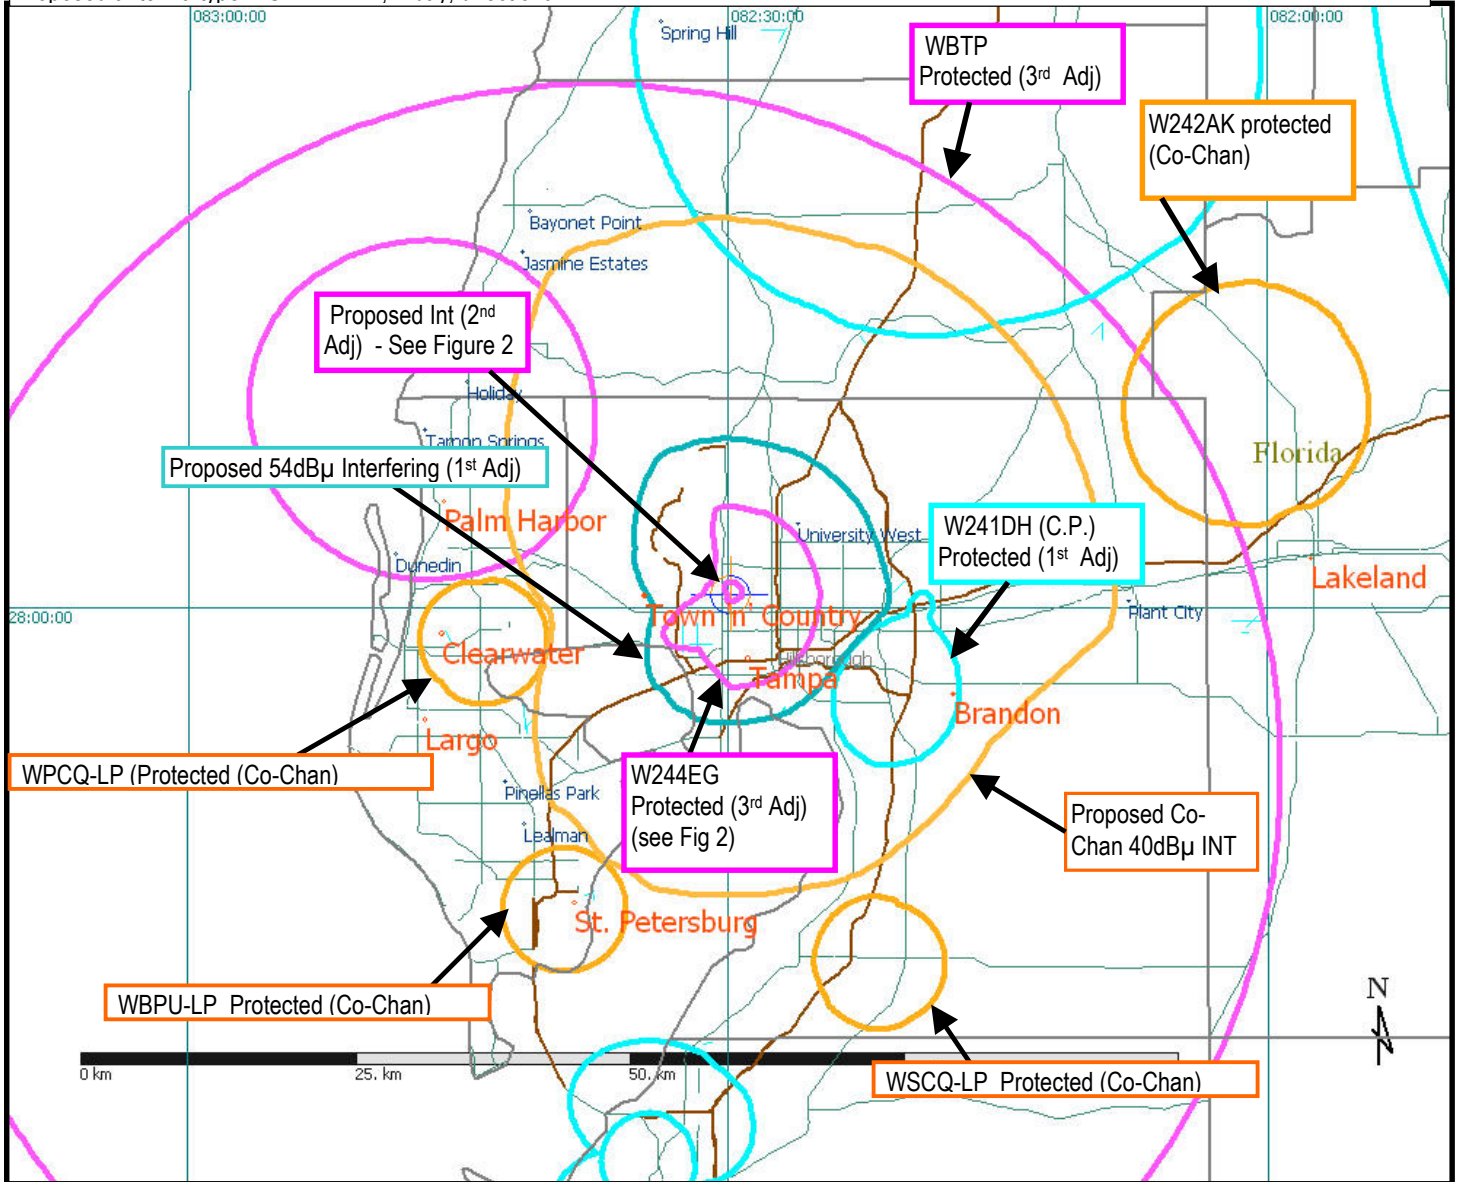 083:00:00
082:30:00
082:00:00
Spring Hill
WBTP
Protected (3rd Adj)
W242AK protected
(Co-Chan)
Bayonet Point
Jasmine Estates
Proposed Int (2nd
Adj) - See Figure 2
Holiday
Tarpon Springs
Florida
Proposed 54dBµ Interfering (1st Adj)
Palm Harbor
University West
W241DH (C.P.)
Protected (1st Adj)
Dunedin
Lakeland
28:00:00
Town 'n' Country
Plant City
Clearwater
Hillsborough
Tampa
Brandon
Largo
WPCQ-LP (Protected (Co-Chan)
W244EG
Protected (3rd Adj)
(see Fig 2)
Pinellas Park
Proposed Co-
Chan 40dBµ INT
Lealman
St. Petersburg
WBPU-LP Protected (Co-Chan)
N
0 km
25. km
50. km
WSCQ-LP Protected (Co-Chan)